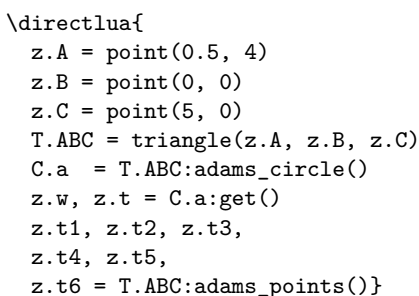 \directlua{
  z.A = point(0.5, 4)
  z.B = point(0, 0)
  z.C = point(5, 0)
  T.ABC = triangle(z.A, z.B, z.C)
  C.a  = T.ABC:adams_circle()
  z.w, z.t = C.a:get()
  z.t1, z.t2, z.t3,
  z.t4, z.t5,
  z.t6 = T.ABC:adams_points()}